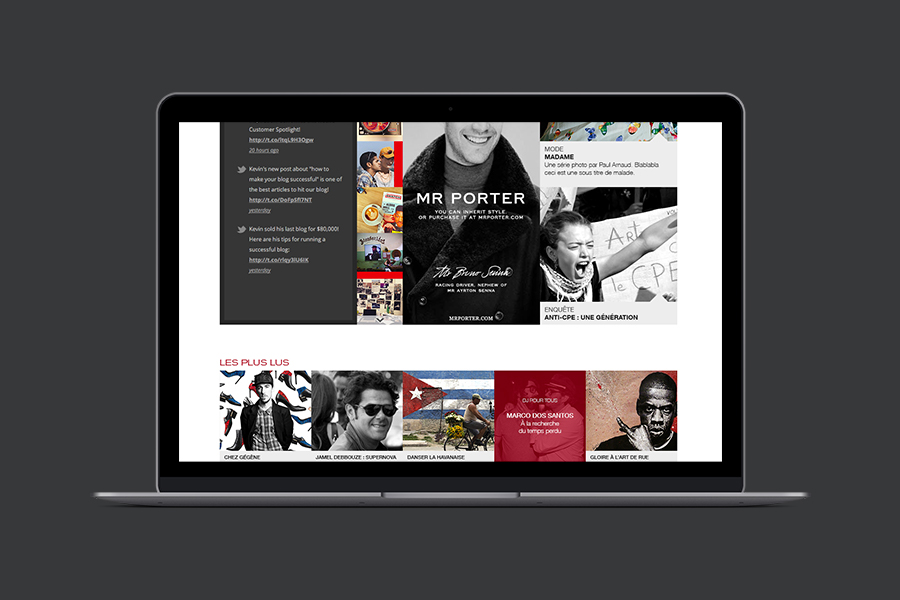 Customer Spotlight!
http://t.co/ltqL9H3Ogw
20 hours ago
Kevin's new post about "how to
make your blog successful" is one of
the best articles to hit our blog!
http://t.co/DoFpSfl7NT
yesterday
Kevin sold his last blog for $80,000!
Here are his tips for running a
successful blog:
http://t.co/rlqy3lU6IK
yesterday
MR PORTER
YOU CAN INHERIT STYLE.
OR PURCHASE IT AT MRPORTER.COM
Mr Bruno Senna
RACING DRIVER, NEPHEW OF
MR AYRTON SENNA
MRPORTER.COM
MODE
MADAME
Une série photo par Paul Arnaud. Blablabla
ceci est une sous titre de malade.
Art
le CPE
ENQUÊTE
ANTI-CPE : UNE GÉNÉRATION
LES PLUS LUS
CHEZ GÉGÈNE
JAMEL DEBBOUZE : SUPERNOVA
DANSER LA HAVANAISE
DJ POUR TOUS
MARCO DOS SANTOS
À la recherche
du temps perdu
GLOIRE À L'ART DE RUE